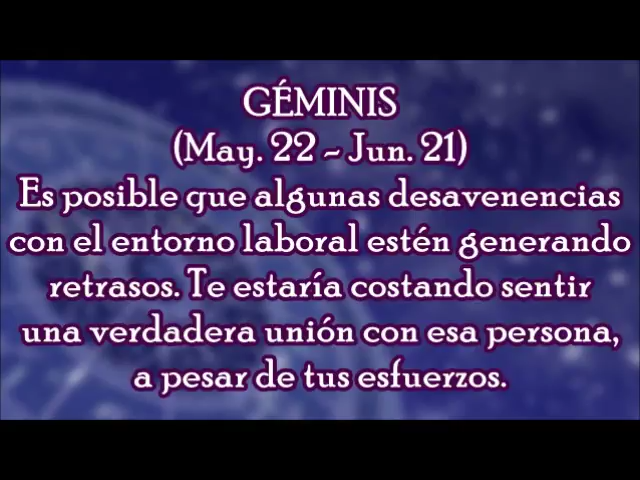 GÉMINIS
(May. 22 - Jun. 21)
Es posible que algunas desavenencias
con el entorno laboral estén generando
retrasos. Te estaría costando sentir
una verdadera unión con esa persona,
a pesar de tus esfuerzos.